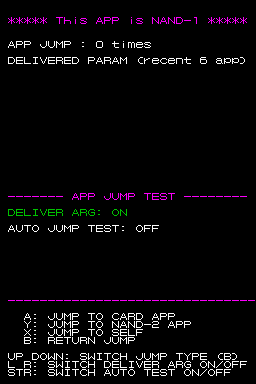 ***** This APP is NAND-1 *****
APP JUMP : 0 times
DELIVERED PARAM (recent 6 app)
------- APP JUMP TEST --------
DELIVER ARG: ON
AUTO JUMP TEST: OFF
-------------------------------
A: JUMP TO CARD APP
Y: JUMP TO NAND-2 APP
X: JUMP TO SELF
B: RETURN JUMP
UP DOWN: SWITCH JUMP TYPE (B)
L R: SWITCH DELIVER ARG ON/OFF
STR: SWITCH AUTO TEST ON/OFF